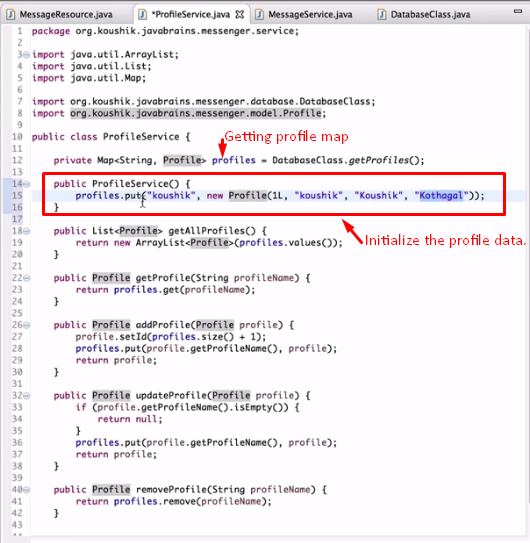 MessageResource.java *ProfileService.java MessageService.java DatabaseClass.java
1 package org.koushik.javabrains.messenger.service;
2
3 import java.util.ArrayList;
4 import java.util.List;
5 import java.util.Map;
6
7 import org.koushik.javabrains.messenger.database.DatabaseClass;
8 import org.koushik.javabrains.messenger.model.Profile;
9
10 public class ProfileService {
Getting profile map
11
12 private Map<String, Profile> profiles = DatabaseClass.getProfiles();
13
14 public ProfileService() {
15 profiles.put("koushik", new Profile(1L, "koushik", "Koushik", "Kothagal"));
16 }
17
Initialize the profile data.
18 public List<Profile> getAllProfiles() {
19 return new ArrayList<Profile>(profiles.values());
20 }
21
22 public Profile getProfile(String profileName) {
23 return profiles.get(profileName);
24 }
25
26 public Profile addProfile(Profile profile) {
27 profile.setId(profiles.size() + 1);
28 profiles.put(profile.getProfileName(), profile);
29 return profile;
30 }
31
32 public Profile updateProfile(Profile profile) {
33 if (profile.getProfileName().isEmpty()) {
34 return null;
35 }
36 profiles.put(profile.getProfileName(), profile);
37 return profile;
38 }
39
40 public Profile removeProfile(String profileName) {
41 return profiles.remove(profileName);
42 }
43
44